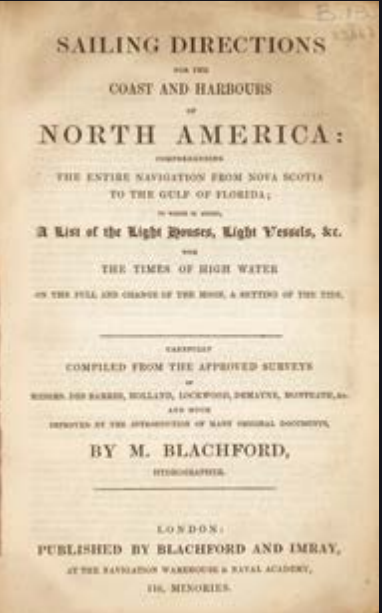 SAILING DIRECTIONS
FOR THE
COAST AND HARBOURS
OF
NORTH AMERICA:
COMPREHENDING
THE ENTIRE NAVIGATION FROM NOVA SCOTIA
TO THE GULF OF FLORIDA;
TO WHICH IS ADDED,
A List of the Light Houses, Light Vessels, &c.
WITH
THE TIMES OF HIGH WATER
ON THE FULL AND CHANGE OF THE MOON, & SETTING OF THE TIDE.
CAREFULLY
COMPILED FROM THE APPROVED SURVEYS
OF
MESSRS. DES BARRES, HOLLAND, LOCKWOOD, DEMAYNE, MONTEATH, &c.
AND MUCH
IMPROVED BY THE INTRODUCTION OF MANY ORIGINAL DOCUMENTS,
BY M. BLACHFORD,
HYDROGRAPHER.
LONDON:
PUBLISHED BY BLACHFORD AND IMRAY,
AT THE NAVIGATION WAREHOUSE & NAVAL ACADEMY,
116, MINORIES.